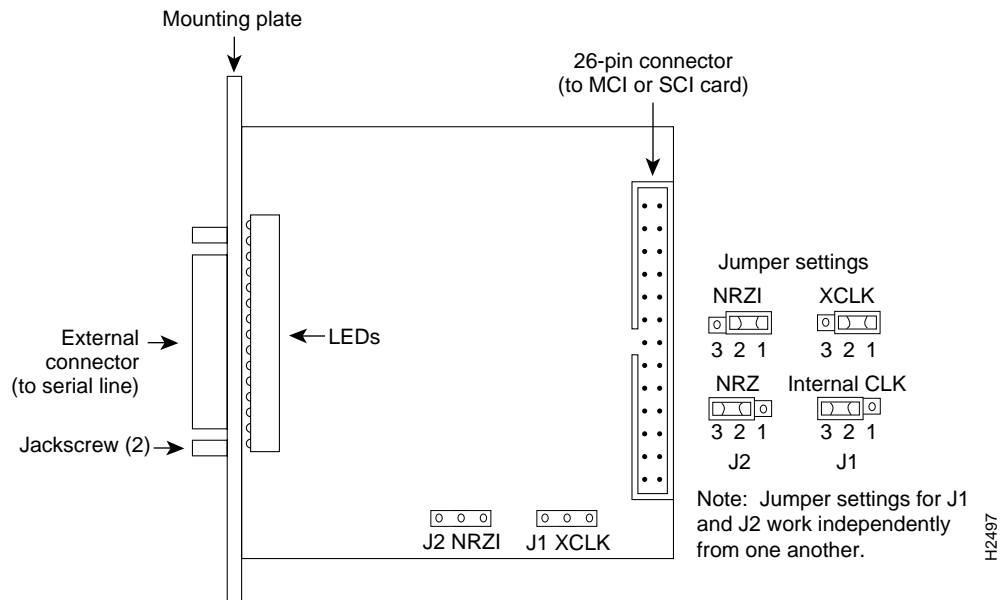 Mounting plate
26-pin connector
(to MCI or SCI card)
External
connector
(to serial line)
LEDs
Jackscrew (2)
J2 NRZI
J1 XCLK
Jumper settings
NRZI
XCLK
3 2 1
3 2 1
NRZ
Internal CLK
3 2 1
3 2 1
J2
J1
Note: Jumper settings for J1
and J2 work independently
from one another.
H2497